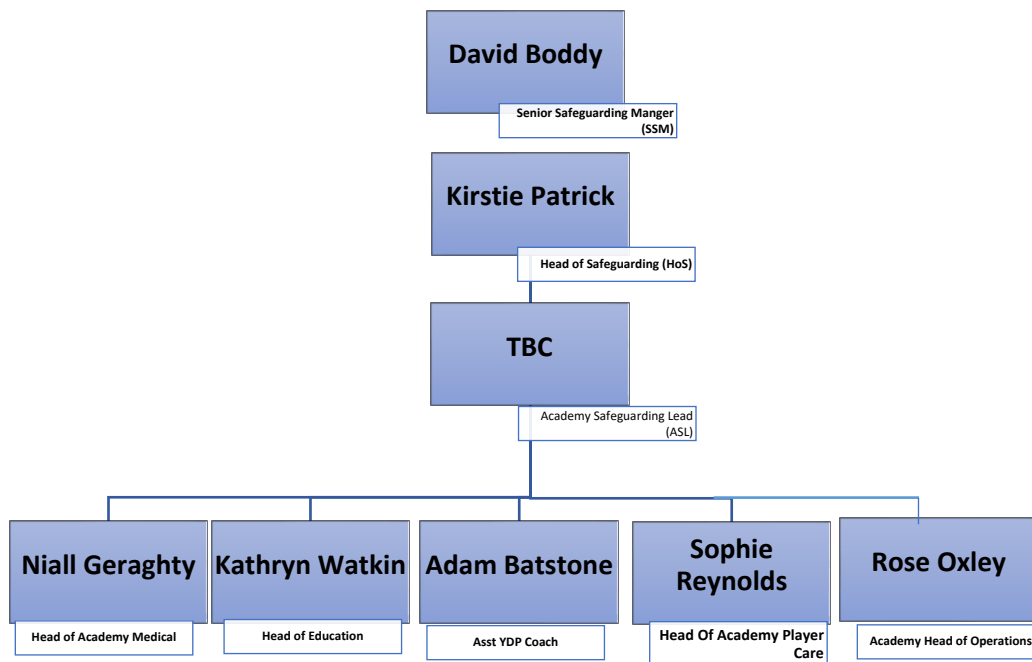 David Boddy
Senior Safeguarding Manger
(SSM)
Kirstie Patrick
Head of Safeguarding (HoS)
TBC
Academy Safeguarding Lead
(ASL)
Niall Geraghty
Head of Academy Medical
Kathryn Watkin
Head of Education
Adam Batstone
Asst YDP Coach
Sophie
Reynolds
Head Of Academy Player
Care
Rose Oxley
Academy Head of Operations